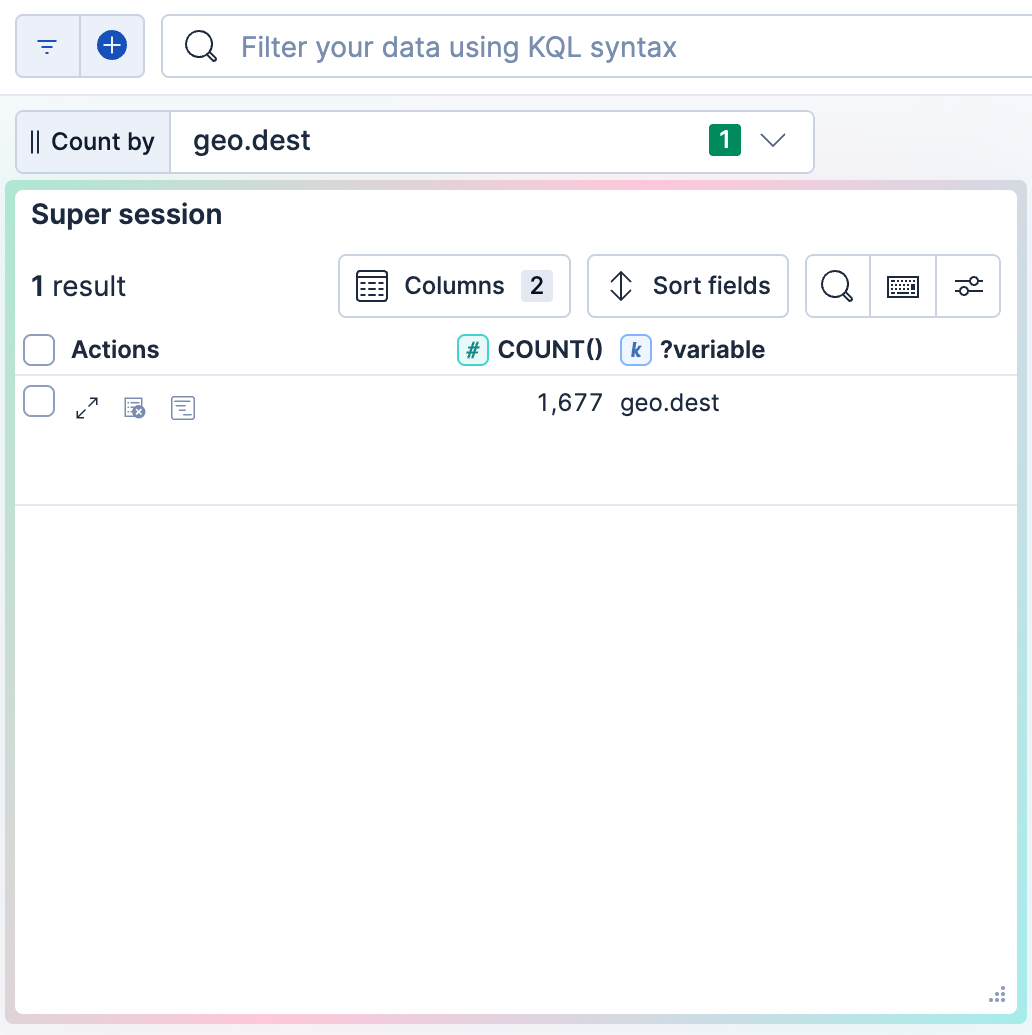 Filter your data using KQL syntax
Count by geo.dest 1
Super session
1 result Columns 2 Sort fields
Actions # COUNT() k ?variable
1,677 geo.dest